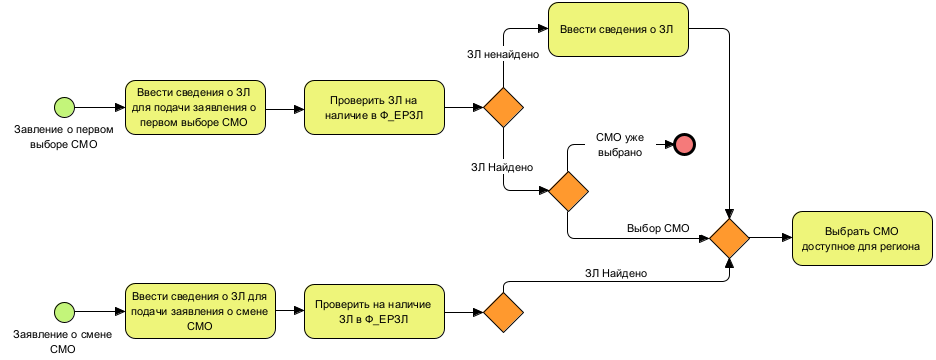 Ввести сведения о ЗЛ
ЗЛ ненайдено
Ввести сведения о ЗЛ
для подачи заявления о
первом выборе СМО
Проверить ЗЛ на
наличие в Ф_ЕРЗЛ
Завление о первом
выборе СМО
СМО уже
выбрано
ЗЛ Найдено
Выбор СМО
Выбрать СМО
доступное для региона
ЗЛ Найдено
Ввести сведения о ЗЛ для
подачи заявления о смене
СМО
Проверить на наличие
ЗЛ в Ф_ЕРЗЛ
Заявление о смене
СМО